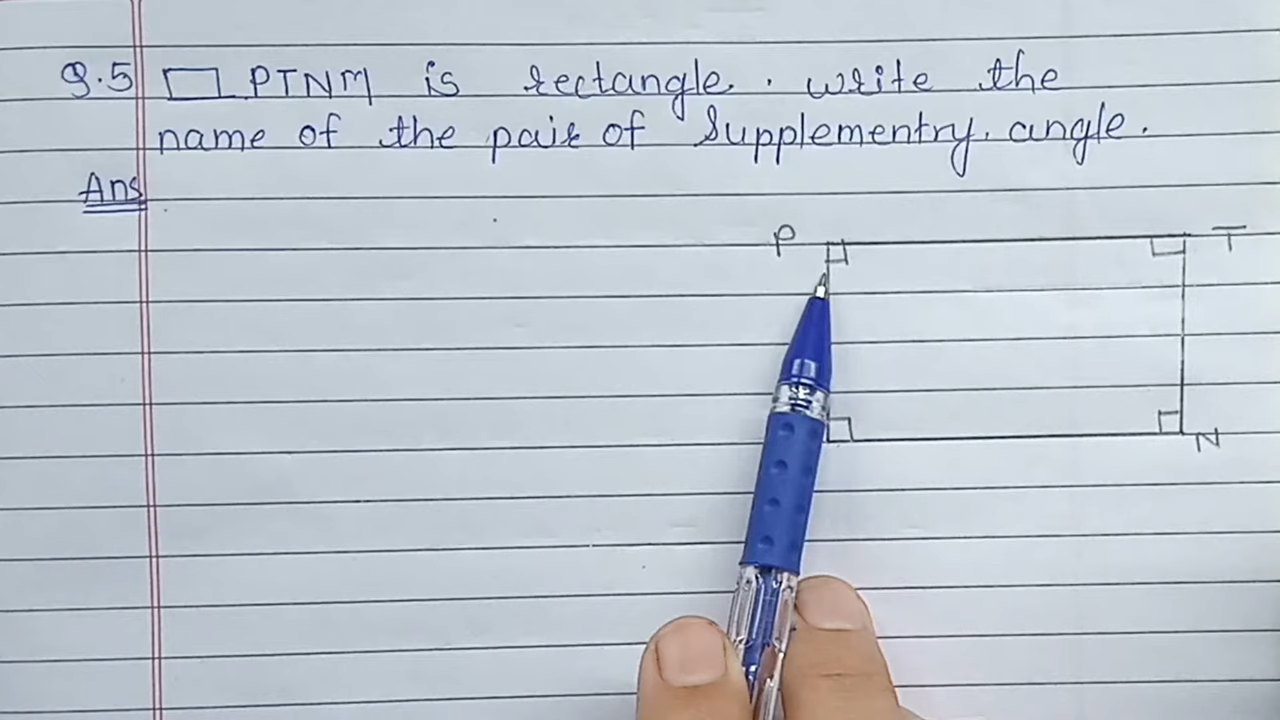 Q.5 □ PTNM is rectangle. write the
name of the pair of Supplementry. angle.
Ans
P T
N